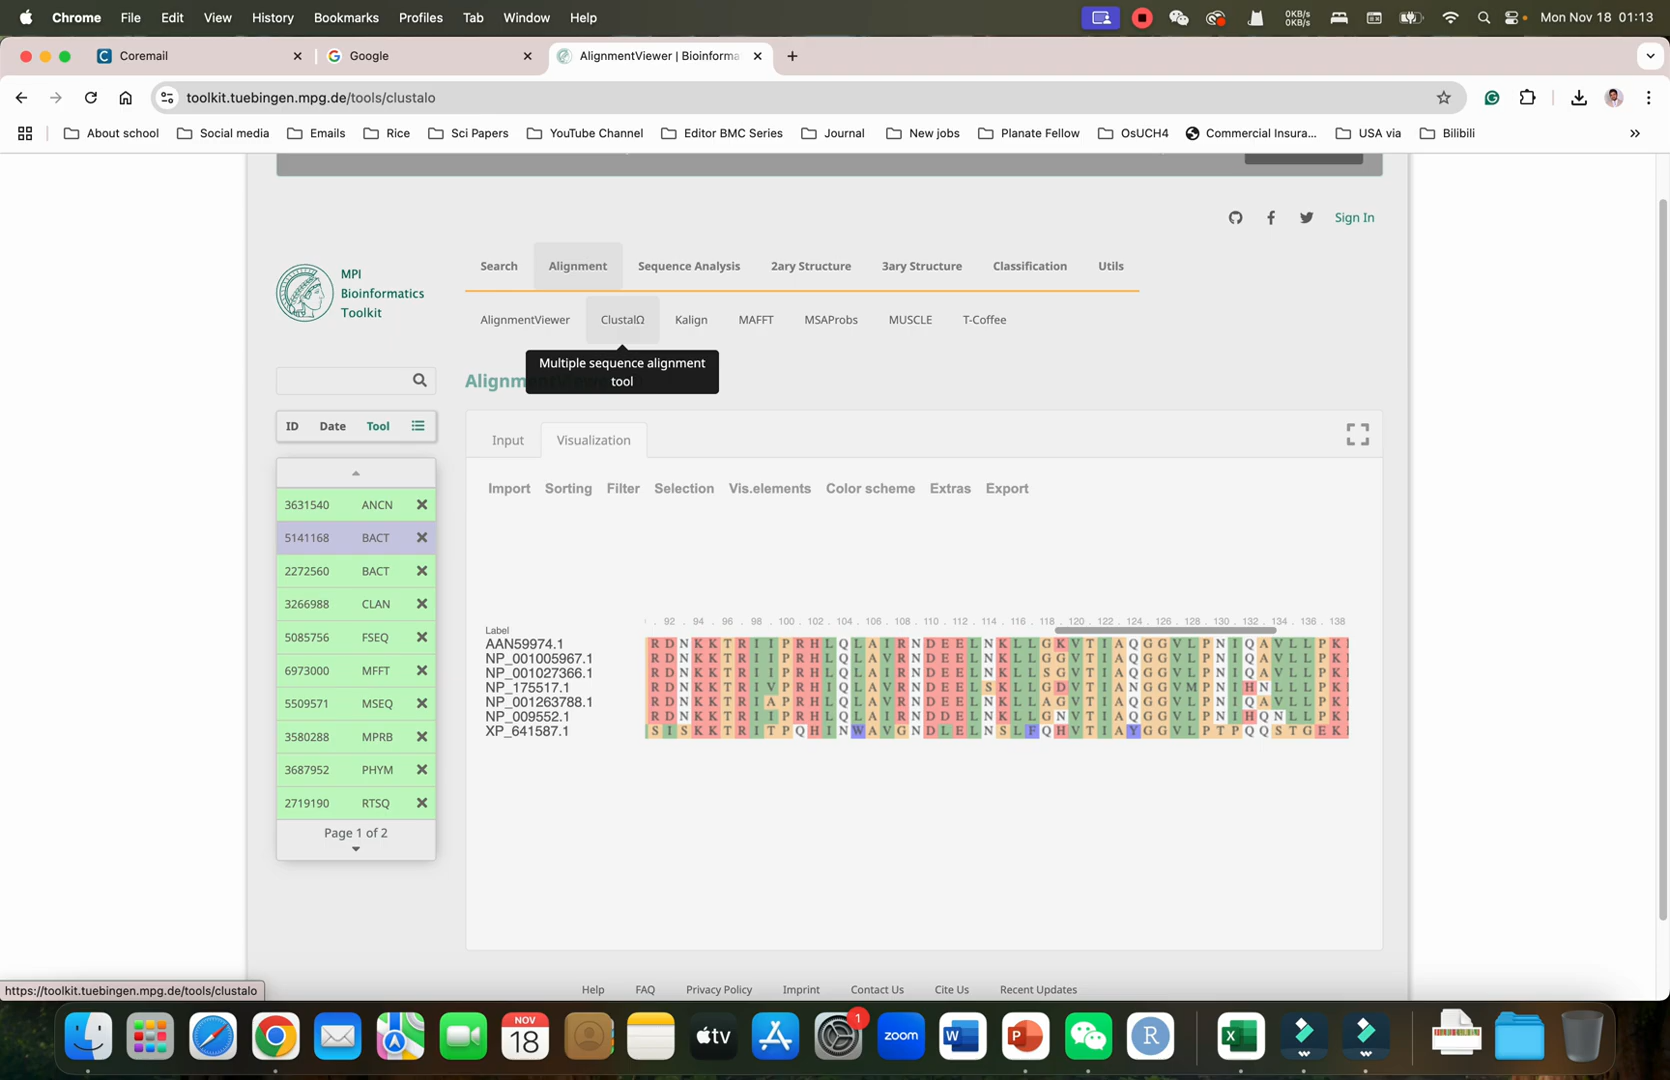 Chrome File Edit View History Bookmarks Profiles Tab Window Help 0KB/s 0KB/s Mon Nov 18 01:13
Coremail Google AlignmentViewer | Bioinforma
toolkit.tuebingen.mpg.de/tools/clustalo
About school Social media Emails Rice Sci Papers YouTube Channel Editor BMC Series Journal New jobs Planate Fellow OsUCH4 Commercial Insura... USA via Bilibili »
Sign In
MPI
Bioinformatics
Toolkit
Search Alignment Sequence Analysis 2ary Structure 3ary Structure Classification Utils
AlignmentViewer ClustalΩ Kalign MAFFT MSAProbs MUSCLE T-Coffee
Multiple sequence alignment
tool
ID Date Tool
3631540 ANCN
5141168 BACT
2272560 BACT
3266988 CLAN
5085756 FSEQ
6973000 MFFT
5509571 MSEQ
3580288 MPRB
3687952 PHYM
2719190 RTSQ
Page 1 of 2
Input Visualization
Import Sorting Filter Selection Vis.elements Color scheme Extras Export
. 92 . 94 . 96 . 98 . 100 . 102 . 104 . 106 . 108 . 110 . 112 . 114 . 116 . 118 . 120 . 122 . 124 . 126 . 128 . 130 . 132 . 134 . 136 . 138
Label
AAN59974.1 R D N K K T R I I P R H L Q L A I R N D E E L N K L L G K V T I A Q G G V L P N I Q A V L L P K
NP_001005967.1 R D N K K T R I I P R H L Q L A V R N D E E L N K L L G G V T I A Q G G V L P N I Q A V L L P K
NP_001027366.1 R D N K K T R I I P R H L Q L A I R N D E E L N K L L S G V T I A Q G G V L P N I Q A V L L P K
NP_175517.1 R D N K K T R I V P R H I Q L A V R N D E E L S K L L G D V T I A N G G V M P N I H N L L L P K
NP_001263788.1 R D N K K T R I A P R H L Q L A V R N D E E L N K L L A G V T I A Q G G V L P N I Q A V L L P K
NP_009552.1 R D N K K T R I I P R H L Q L A I R N D D E L N K L L G N V T I A Q G G V L P N I H Q N L L P K
XP_641587.1 S I S K K T R I T P Q H I N W A V G N D L E L N S L F Q H V T I A Y G G V L P T P Q Q S T G E K
Help FAQ Privacy Policy Imprint Contact Us Cite Us Recent Updates
https://toolkit.tuebingen.mpg.de/tools/clustalo
NOV
18
tv
1
zoom
W
P
R
X